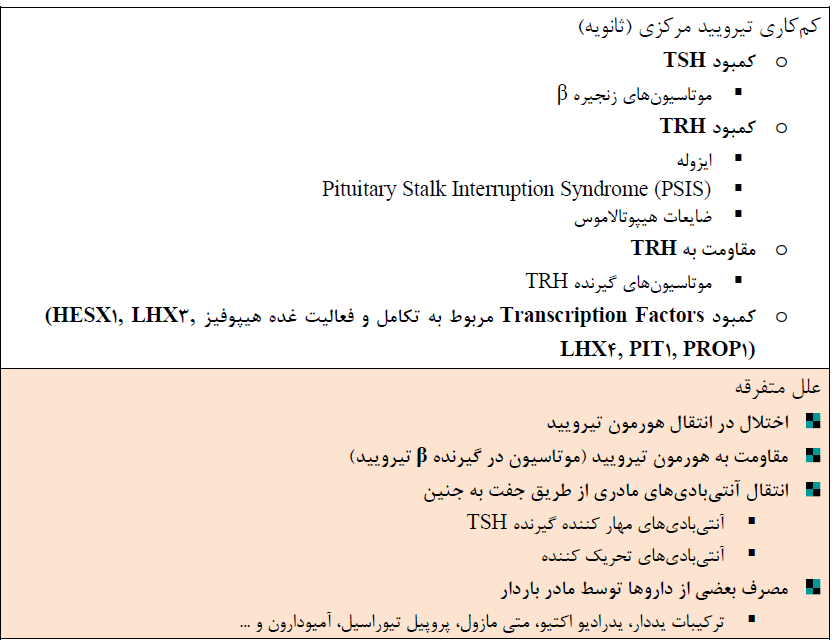 کم‌کاری تیرویید مرکزی (ثانویه)
○ کمبود TSH
▪ موتاسیون‌های زنجیره β
○ کمبود TRH
▪ ایزوله
▪ Pituitary Stalk Interruption Syndrome (PSIS)
▪ ضایعات هیپوتالاموس
○ مقاومت به TRH
▪ موتاسیون‌های گیرنده TRH
○ کمبود Transcription Factors مربوط به تکامل و فعالیت غده هیپوفیز (HESX۱, LHX۳,
LHX۴, PIT۱, PROP۱)
علل متفرقه
اختلال در انتقال هورمون تیرویید
مقاومت به هورمون تیرویید (موتاسیون در گیرنده β تیرویید)
انتقال آنتی‌بادی‌های مادری از طریق جفت به جنین
▪ آنتی‌بادی‌های مهار کننده گیرنده TSH
▪ آنتی‌بادی‌های تحریک کننده
مصرف بعضی از داروها توسط مادر باردار
▪ ترکیبات یددار، یدرادیو اکتیو، متی مازول، پروپیل تیوراسیل، آمیودارون و ...